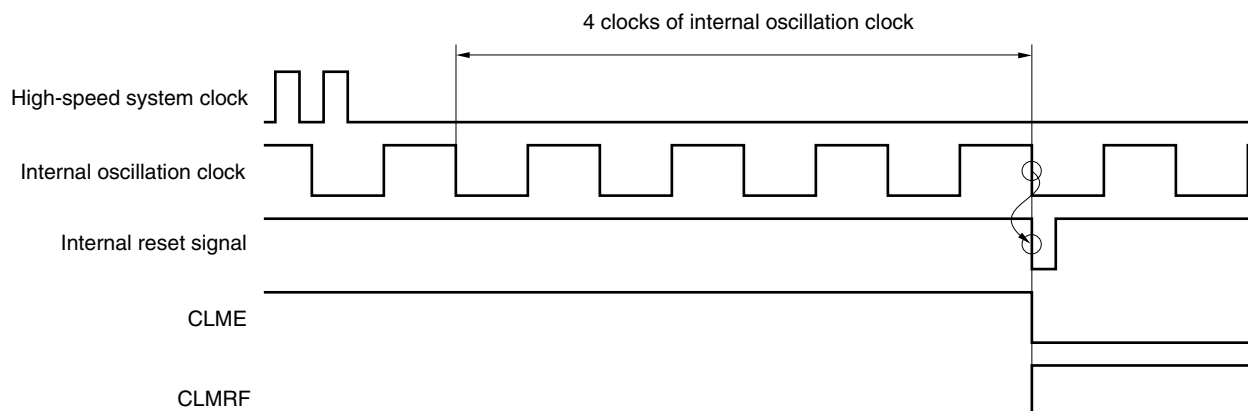 4 clocks of internal oscillation clock
High-speed system clock
Internal oscillation clock
Internal reset signal
CLME
CLMRF